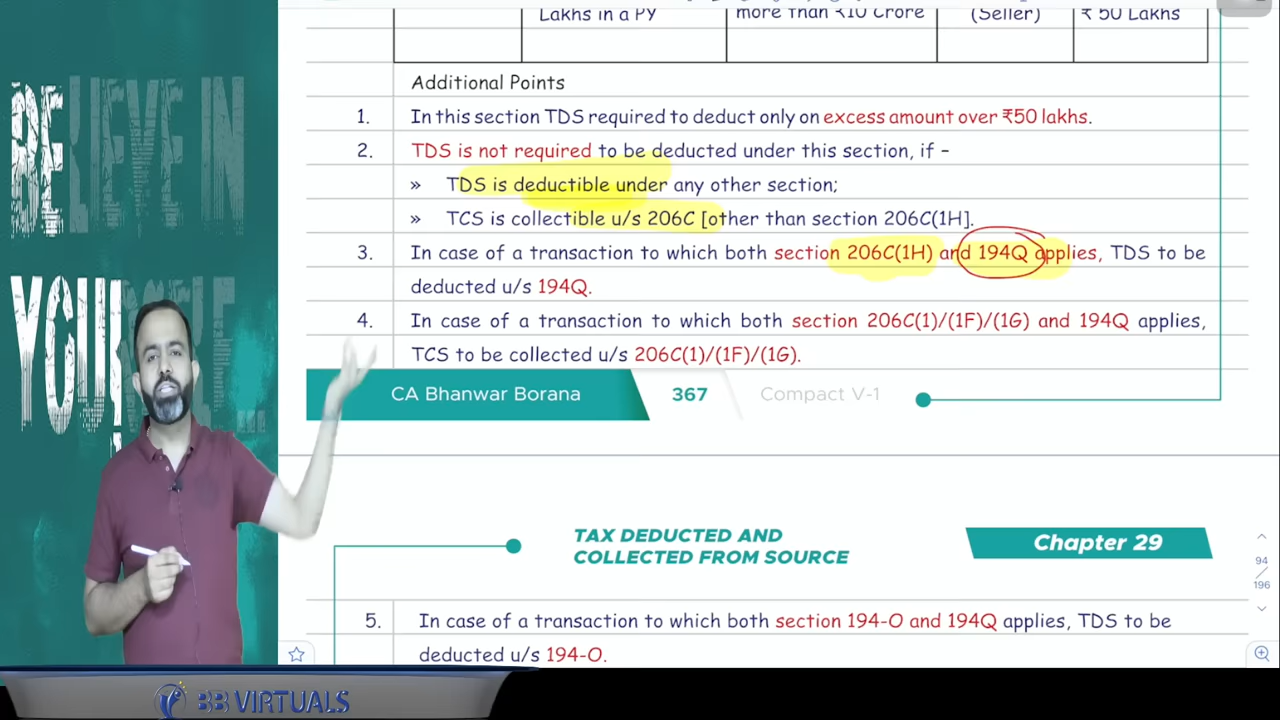 Lakhs in a PY
more than ₹10 Crore
(Seller)
₹ 50 Lakhs
Additional Points
1. In this section TDS required to deduct only on excess amount over ₹50 lakhs.
2. TDS is not required to be deducted under this section, if –
» TDS is deductible under any other section;
» TCS is collectible u/s 206C [other than section 206C(1H].
3. In case of a transaction to which both section 206C(1H) and 194Q applies, TDS to be
deducted u/s 194Q.
4. In case of a transaction to which both section 206C(1)/(1F)/(1G) and 194Q applies,
TCS to be collected u/s 206C(1)/(1F)/(1G).
CA Bhanwar Borana 367 Compact V-1
TAX DEDUCTED AND
COLLECTED FROM SOURCE
Chapter 29
94
/
196
5. In case of a transaction to which both section 194-O and 194Q applies, TDS to be
deducted u/s 194-O.
BELIEVE IN
BB VIRTUALS